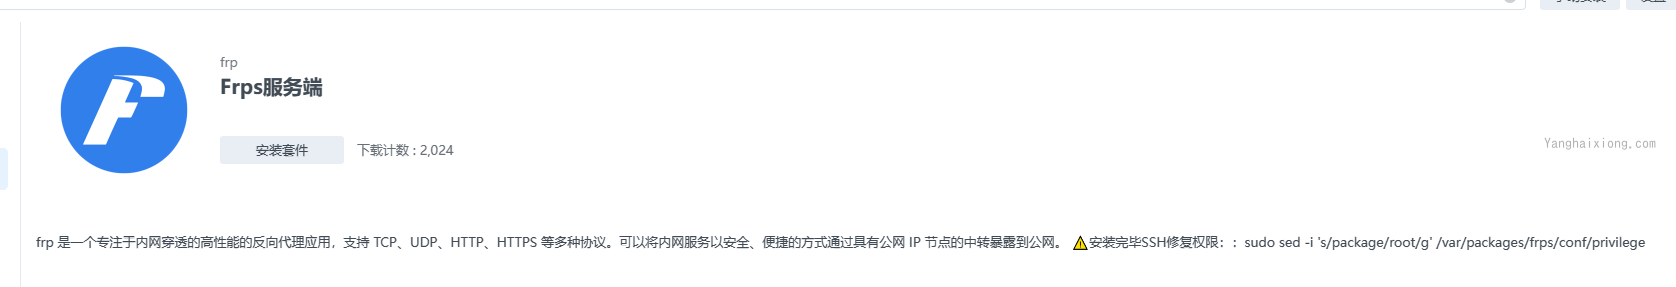 frp
Frps服务端
安装套件
下载计数 : 2,024
Yanghaixiong.com
frp 是一个专注于内网穿透的高性能的反向代理应用，支持 TCP、UDP、HTTP、HTTPS 等多种协议。可以将内网服务以安全、便捷的方式通过具有公网 IP 节点的中转暴露到公网。 ⚠️安装完毕SSH修复权限：: sudo sed -i 's/package/root/g' /var/packages/frps/conf/privilege